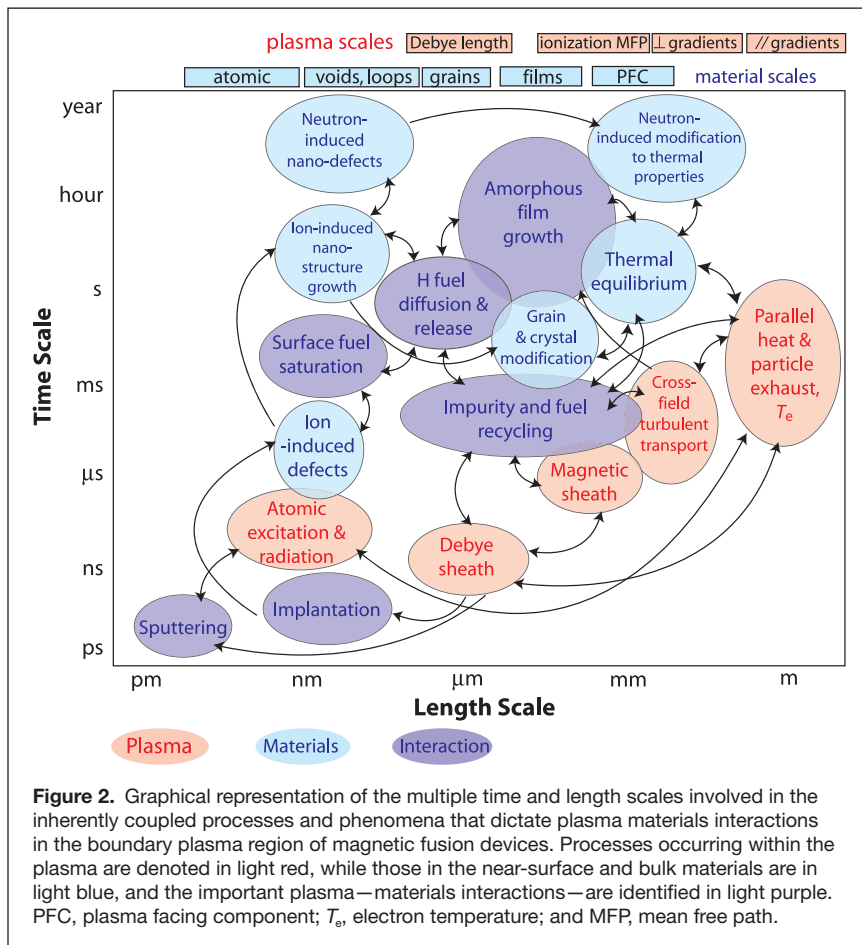 plasma scales
Debye length
ionization MFP
⊥ gradients
// gradients
atomic
voids, loops
grains
films
PFC
material scales
year
hour
s
ms
μs
ns
ps
Time Scale
Neutron-
induced
nano-defects
Neutron-
induced modification
to thermal
properties
Amorphous
film
growth
Ion-induced
nano-
structure
growth
H fuel
diffusion &
release
Thermal
equilibrium
Grain
& crystal
modification
Parallel
heat &
particle
exhaust,
Te
Surface fuel
saturation
Impurity and fuel
recycling
Cross-
field
turbulent
transport
Ion
-induced
defects
Magnetic
sheath
Atomic
excitation &
radiation
Debye
sheath
Implantation
Sputtering
pm
nm
μm
mm
m
Length Scale
Plasma
Materials
Interaction
Figure 2. Graphical representation of the multiple time and length scales involved in the
inherently coupled processes and phenomena that dictate plasma materials interactions
in the boundary plasma region of magnetic fusion devices. Processes occurring within the
plasma are denoted in light red, while those in the near-surface and bulk materials are in
light blue, and the important plasma—materials interactions—are identified in light purple.
PFC, plasma facing component; Te, electron temperature; and MFP, mean free path.